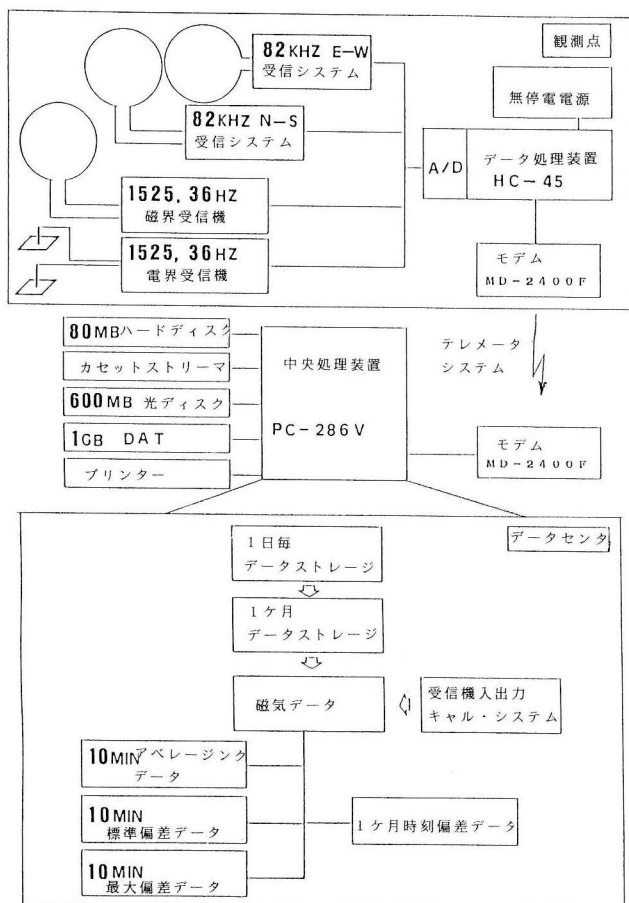 82KHZ E-W
受信システム
観測点
無停電電源
82KHZ N-S
受信システム
A/D
データ処理装置
HC-45
1525,36HZ
磁界受信機
1525,36HZ
電界受信機
モデム
MD-2400F
80MBハードディスク
カセットストリーマ
600MB 光ディスク
1GB DAT
プリンター
中央処理装置
PC-286V
テレメータ
システム
モデム
MD-2400F
データセンタ
1日毎
データストレージ
1ケ月
データストレージ
磁気データ
受信機入出力
キャル・システム
10MINアベレージング
データ
10MIN
標準偏差データ
1ケ月時刻偏差データ
10MIN
最大偏差データ